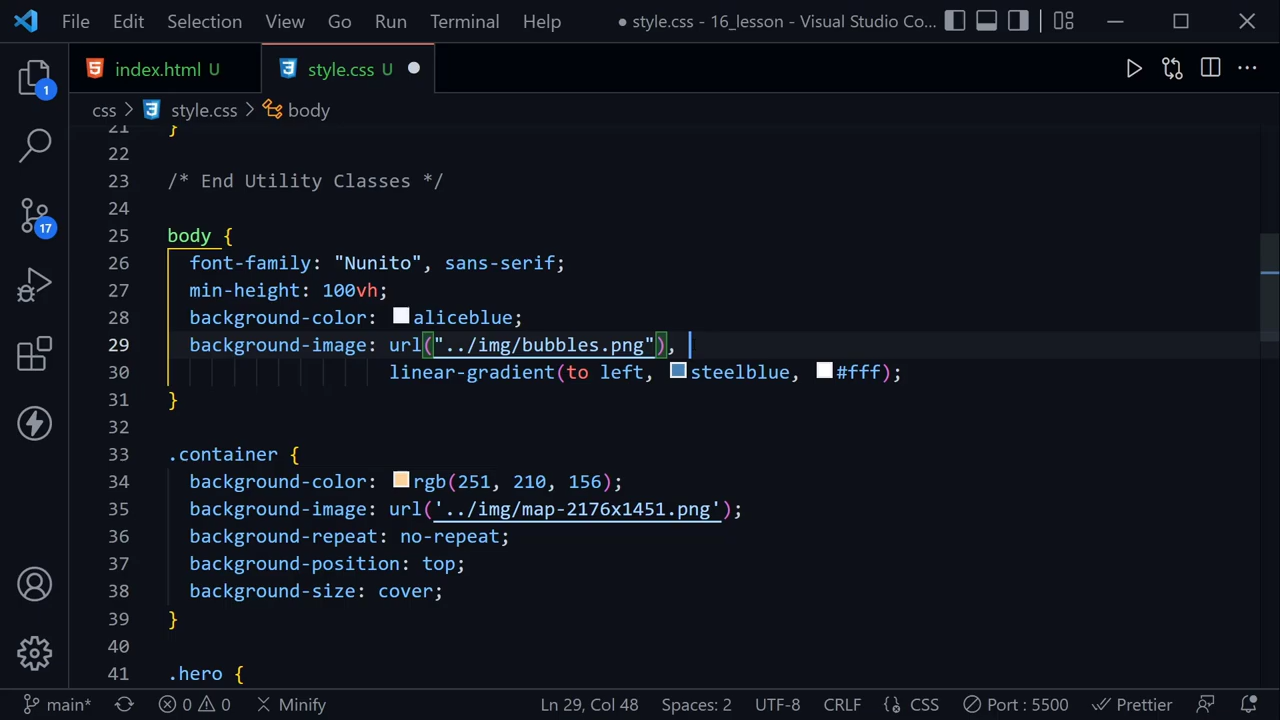 File Edit Selection View Go Run Terminal Help ● style.css - 16_lesson - Visual Studio Co...
index.html U style.css U
css > style.css > body
21 }
22
23 /* End Utility Classes */
24
25 body {
26 font-family: "Nunito", sans-serif;
27 min-height: 100vh;
28 background-color: aliceblue;
29 background-image: url("../img/bubbles.png"),
30 linear-gradient(to left, steelblue, #fff);
31 }
32
33 .container {
34 background-color: rgb(251, 210, 156);
35 background-image: url('../img/map-2176x1451.png');
36 background-repeat: no-repeat;
37 background-position: top;
38 background-size: cover;
39 }
40
41 .hero {
1
17
main* 0 0 Minify Ln 29, Col 48 Spaces: 2 UTF-8 CRLF CSS Port : 5500 Prettier